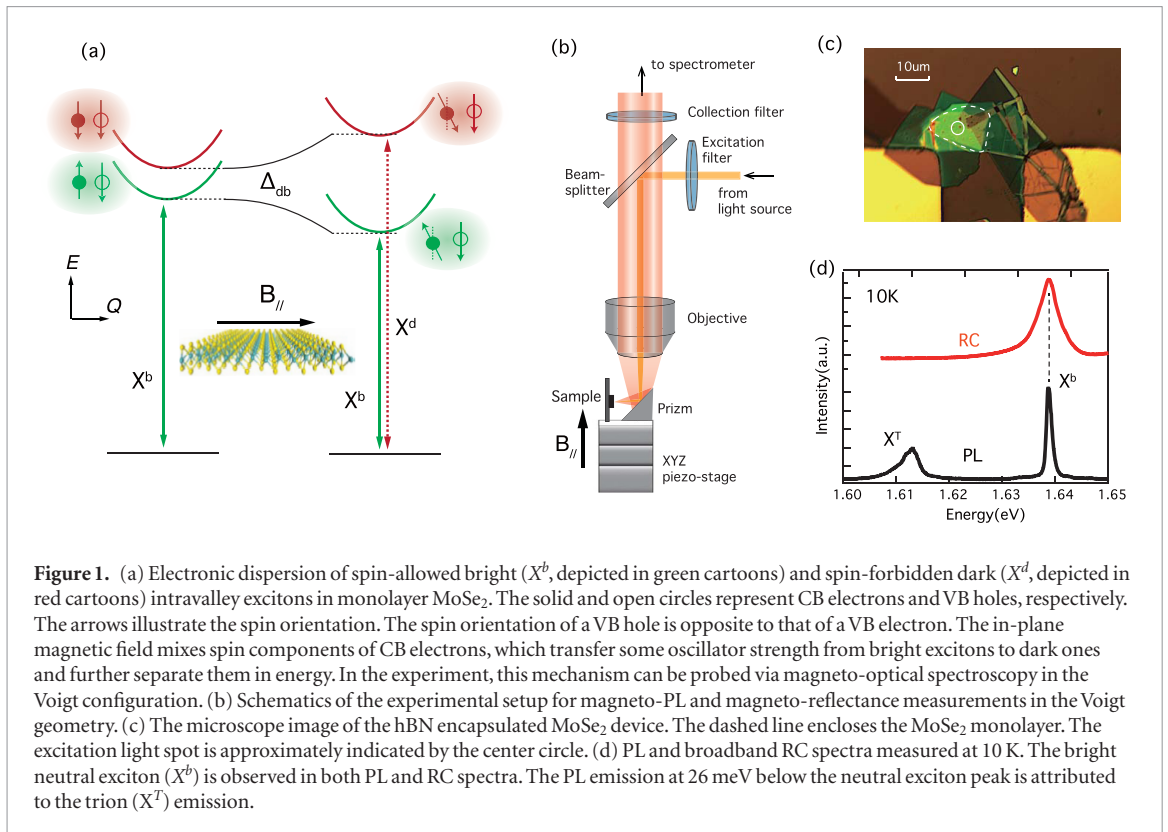 (a)
Δdb
E
Q
B//
Xb
Xd
Xb
(b)
to spectrometer
Collection filter
Excitation
filter
Beam-
splitter
from
light source
Objective
Sample
Prizm
B//
XYZ
piezo-stage
(c)
10um
(d)
10K
RC
Xb
XT
PL
Intensity(a.u.)
1.60 1.61 1.62 1.63 1.64 1.65
Energy(eV)
Figure 1. (a) Electronic dispersion of spin-allowed bright (Xb, depicted in green cartoons) and spin-forbidden dark (Xd, depicted in
red cartoons) intravalley excitons in monolayer MoSe2. The solid and open circles represent CB electrons and VB holes, respectively.
The arrows illustrate the spin orientation. The spin orientation of a VB hole is opposite to that of a VB electron. The in-plane
magnetic field mixes spin components of CB electrons, which transfer some oscillator strength from bright excitons to dark ones
and further separate them in energy. In the experiment, this mechanism can be probed via magneto-optical spectroscopy in the
Voigt configuration. (b) Schematics of the experimental setup for magneto-PL and magneto-reflectance measurements in the Voigt
geometry. (c) The microscope image of the hBN encapsulated MoSe2 device. The dashed line encloses the MoSe2 monolayer. The
excitation light spot is approximately indicated by the center circle. (d) PL and broadband RC spectra measured at 10 K. The bright
neutral exciton (Xb) is observed in both PL and RC spectra. The PL emission at 26 meV below the neutral exciton peak is attributed
to the trion (XT) emission.